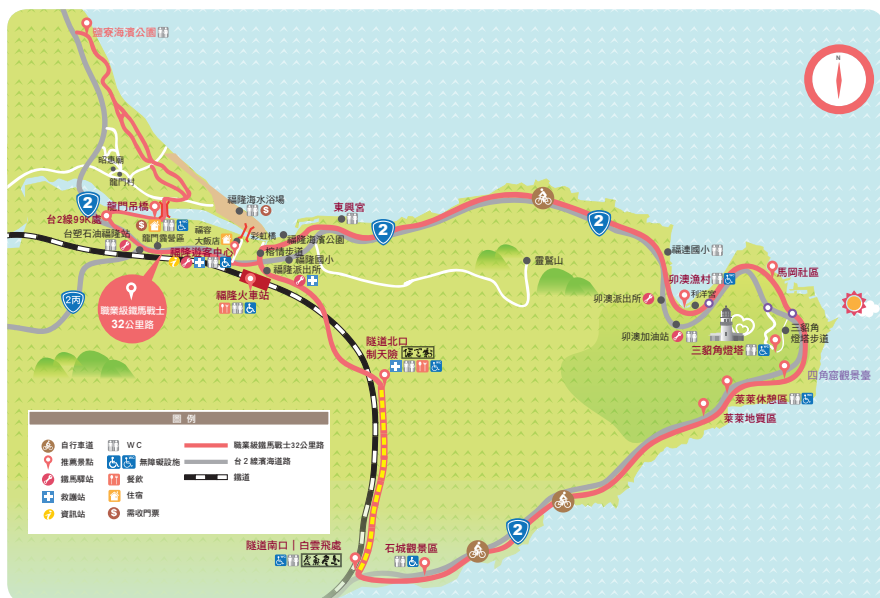 鹽寮海濱公園
N
昭惠廟
龍門村
龍門吊橋
2
台2線99K處
台塑石油福隆站
龍門露營區
福隆海水浴場
福容
大飯店
彩虹橋
福隆遊客中心
榕情步道
福隆海濱公園
福隆國小
福隆派出所
東興宮
2
2
靈鷲山
福連國小
卯澳漁村
利洋宮
馬岡社區
卯澳派出所
卯澳加油站
三貂角燈塔
三貂角
燈塔步道
四角窟觀景臺
2丙
職業級鐵馬戰士
32公里路
福隆火車站
隧道北口
制天險
萊萊休憩區
萊萊地質區
圖例
自行車道
WC
職業級鐵馬戰士32公里路
推薦景點
無障礙設施
台2線濱海道路
鐵馬驛站
餐飲
鐵道
救護站
住宿
資訊站
S
需收門票
隧道南口｜白雲飛處
石城觀景區
2